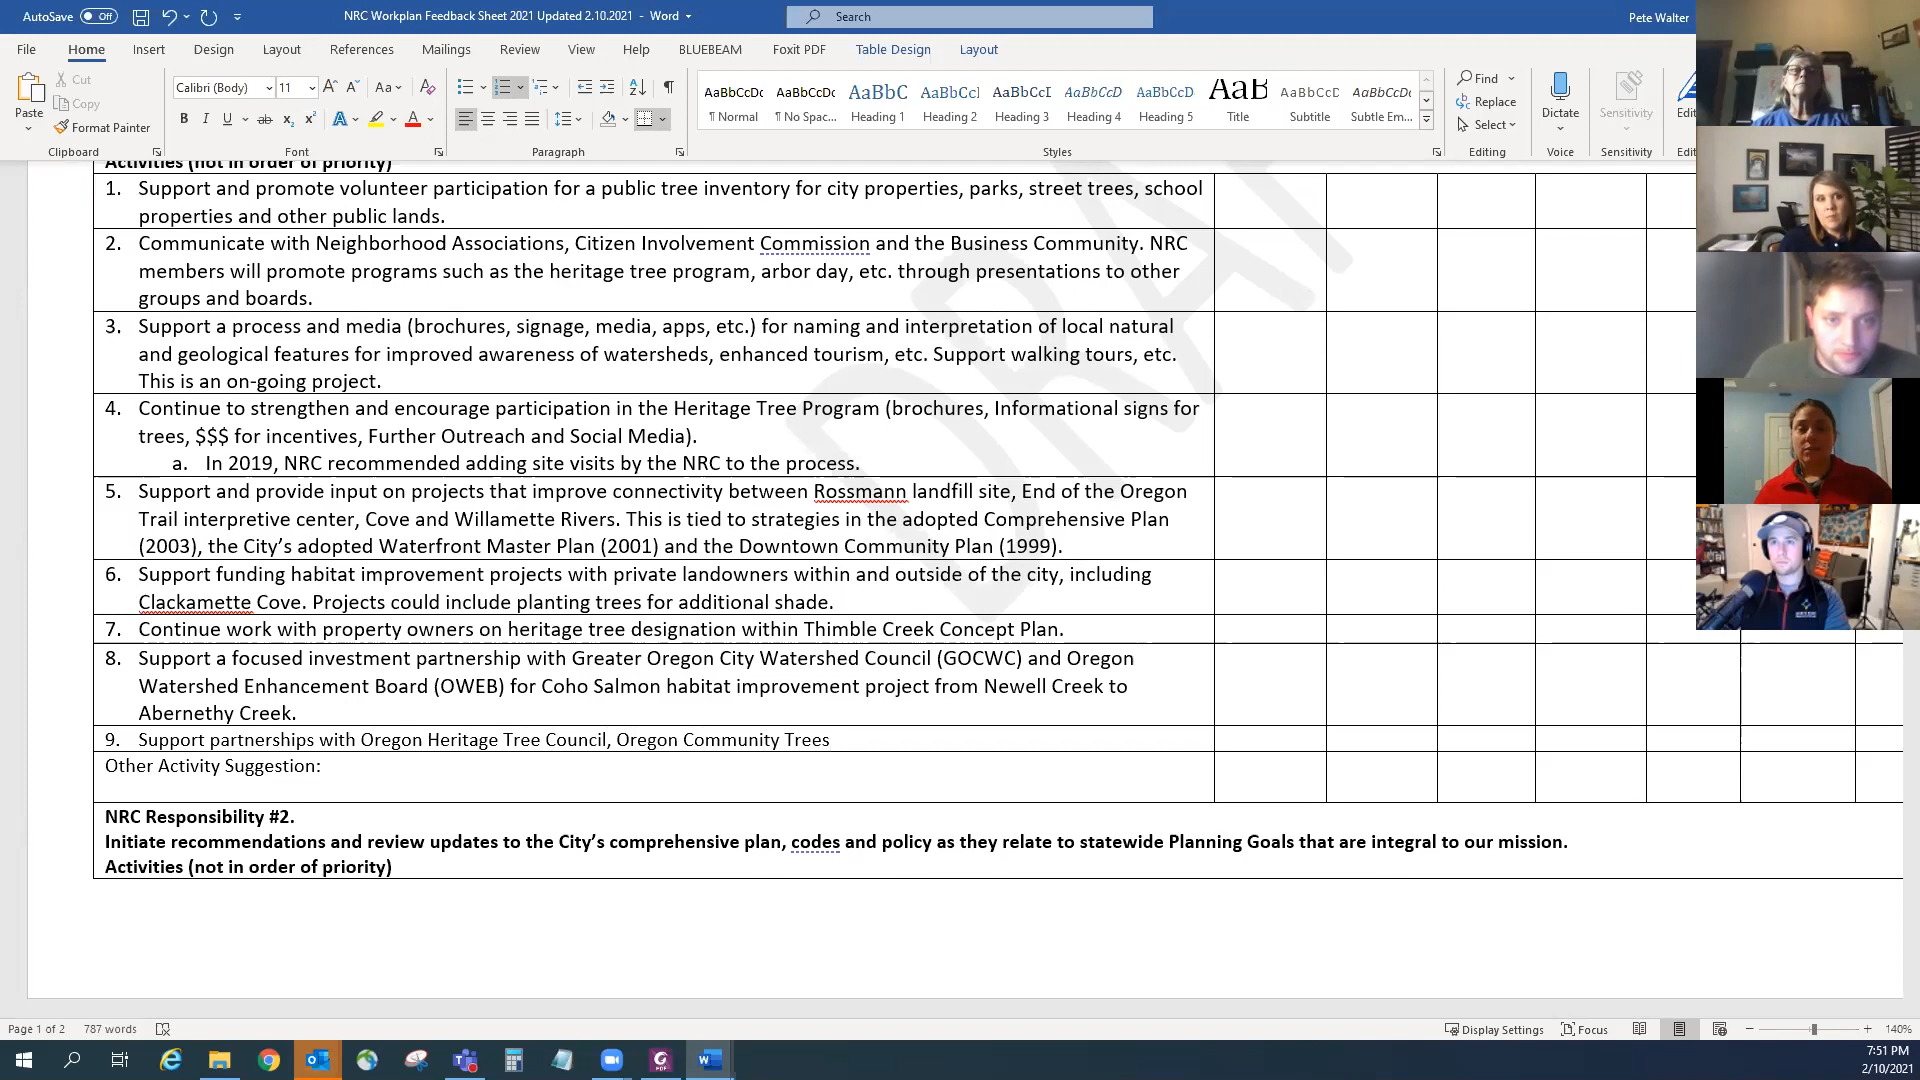 AutoSave Off NRC Workplan Feedback Sheet 2021 Updated 2.10.2021 - Word Search Pete Walter
File Home Insert Design Layout References Mailings Review View Help BLUEBEAM Foxit PDF Table Design Layout
Paste Cut Copy Format Painter
Calibri (Body) 11
AaBbCcDc AaBbCcDc AaBbC AaBbCcI AaBbCcI AaBbCcD AaBbCcD AaB AaBbCcD AaBbCcDc
¶ Normal ¶ No Spac... Heading 1 Heading 2 Heading 3 Heading 4 Heading 5 Title Subtitle Subtle Em...
Find Replace Select Dictate Sensitivity Edit
Clipboard Font Paragraph Styles Editing Voice Sensitivity Edit
Activities (not in order of priority)
1. Support and promote volunteer participation for a public tree inventory for city properties, parks, street trees, school
properties and other public lands.
2. Communicate with Neighborhood Associations, Citizen Involvement Commission and the Business Community. NRC
members will promote programs such as the heritage tree program, arbor day, etc. through presentations to other
groups and boards.
3. Support a process and media (brochures, signage, media, apps, etc.) for naming and interpretation of local natural
and geological features for improved awareness of watersheds, enhanced tourism, etc. Support walking tours, etc.
This is an on-going project.
4. Continue to strengthen and encourage participation in the Heritage Tree Program (brochures, Informational signs for
trees, $$$ for incentives, Further Outreach and Social Media).
a. In 2019, NRC recommended adding site visits by the NRC to the process.
5. Support and provide input on projects that improve connectivity between Rossmann landfill site, End of the Oregon
Trail interpretive center, Cove and Willamette Rivers. This is tied to strategies in the adopted Comprehensive Plan
(2003), the City’s adopted Waterfront Master Plan (2001) and the Downtown Community Plan (1999).
6. Support funding habitat improvement projects with private landowners within and outside of the city, including
Clackamette Cove. Projects could include planting trees for additional shade.
7. Continue work with property owners on heritage tree designation within Thimble Creek Concept Plan.
8. Support a focused investment partnership with Greater Oregon City Watershed Council (GOCWC) and Oregon
Watershed Enhancement Board (OWEB) for Coho Salmon habitat improvement project from Newell Creek to
Abernethy Creek.
9. Support partnerships with Oregon Heritage Tree Council, Oregon Community Trees
Other Activity Suggestion:
NRC Responsibility #2.
Initiate recommendations and review updates to the City’s comprehensive plan, codes and policy as they relate to statewide Planning Goals that are integral to our mission.
Activities (not in order of priority)
DRAF
Page 1 of 2 787 words Display Settings Focus 140%
7:51 PM
2/10/2021